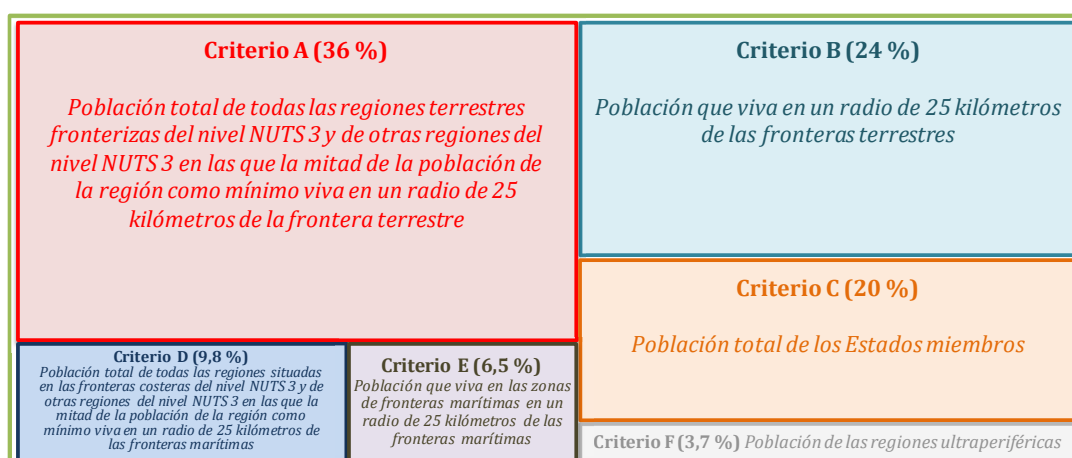 Criterio A (36 %)
Población total de todas las regiones terrestres
fronterizas del nivel NUTS 3 y de otras regiones del
nivel NUTS 3 en las que la mitad de la población de
la región como mínimo viva en un radio de 25
kilómetros de la frontera terrestre
Criterio B (24 %)
Población que viva en un radio de 25 kilómetros
de las fronteras terrestres
Criterio C (20 %)
Población total de los Estados miembros
Criterio D (9,8 %)
Población total de todas las regiones situadas
en las fronteras costeras del nivel NUTS 3 y de
otras regiones del nivel NUTS 3 en las que la
mitad de la población de la región como
mínimo viva en un radio de 25 kilómetros de
las fronteras marítimas
Criterio E (6,5 %)
Población que viva en las zonas
de fronteras marítimas en un
radio de 25 kilómetros de las
fronteras marítimas
Criterio F (3,7 %) Población de las regiones ultraperiféricas